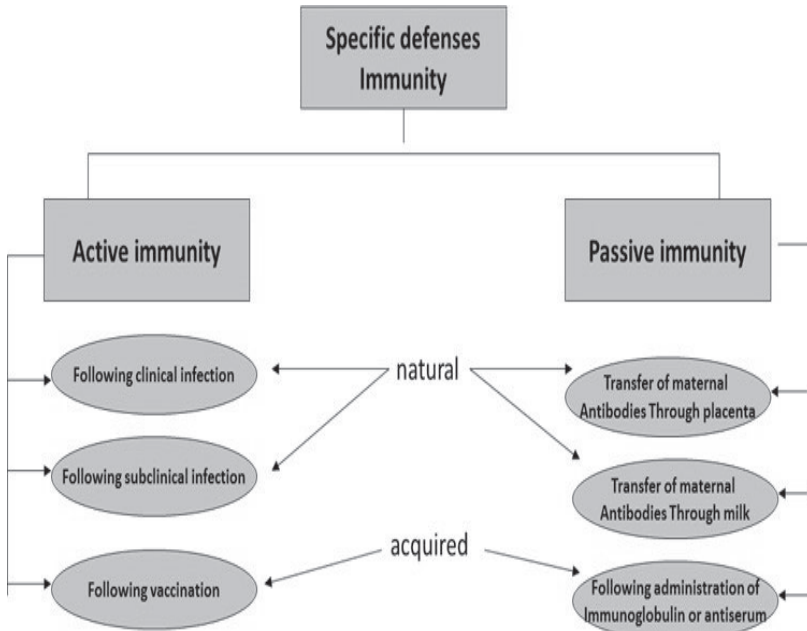 Specific defenses
Immunity
Active immunity
Passive immunity
Following clinical infection
natural
Transfer of maternal
Antibodies Through placenta
Following subclinical infection
Transfer of maternal
Antibodies Through milk
acquired
Following vaccination
Following administration of
Immunoglobulin or antiserum